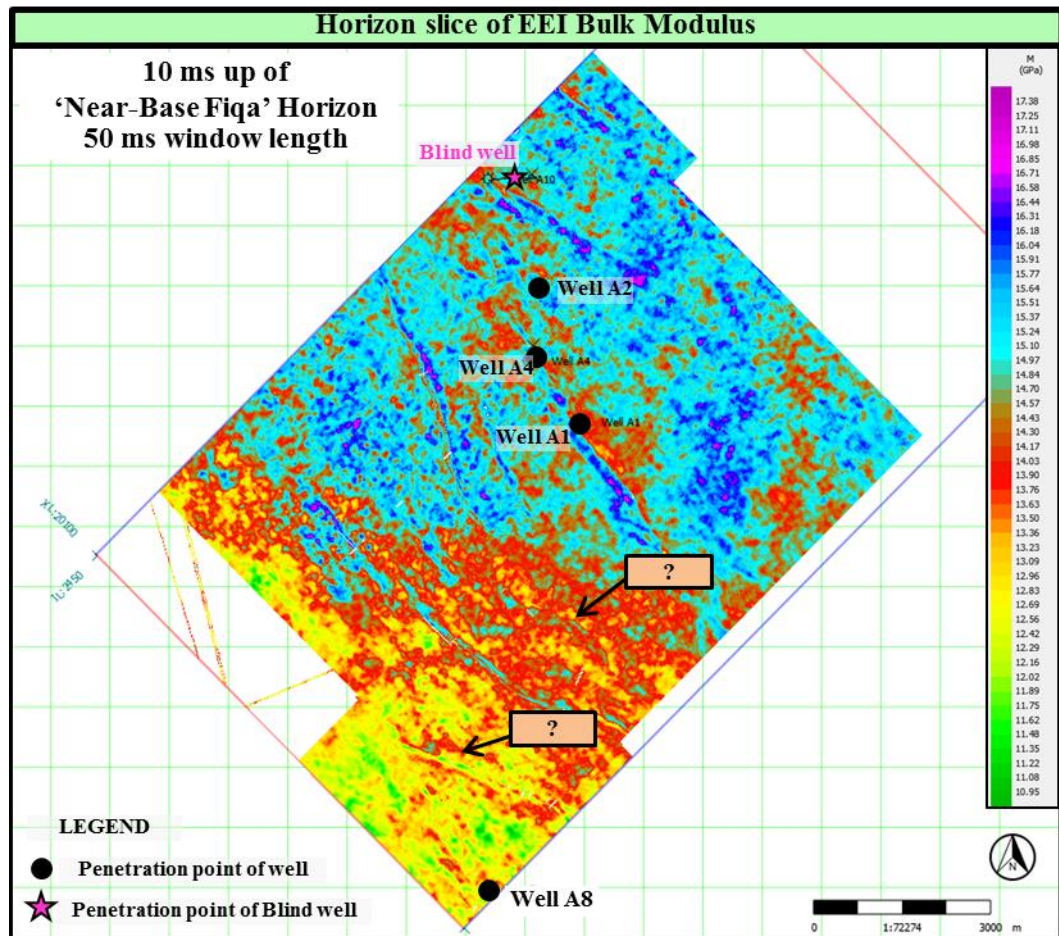 Horizon slice of EEI Bulk Modulus
10 ms up of
‘Near-Base Fiqa’ Horizon
50 ms window length
M
(GPa)
17.38
17.25
17.11
16.98
16.85
16.71
16.58
16.44
16.31
16.18
16.04
15.91
15.77
15.64
15.51
15.37
15.24
15.10
14.97
14.84
14.70
14.57
14.43
14.30
14.17
14.03
13.90
13.76
13.63
13.50
13.36
13.23
13.09
12.96
12.83
12.69
12.56
12.42
12.29
12.16
12.02
11.89
11.75
11.62
11.48
11.35
11.22
11.08
10.95
Blind well
A10
Well A2
Well A4
Well A4
Well A1
Well A1
XL:20100
IL:2450
?
?
LEGEND
Penetration point of well
Penetration point of Blind well
Well A8
N
0 1:72274 3000 m